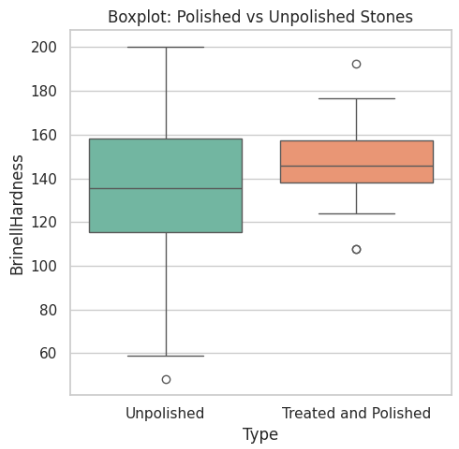 Boxplot: Polished vs Unpolished Stones
BrinellHardness
200
180
160
140
120
100
80
60
Unpolished
Treated and Polished
Type